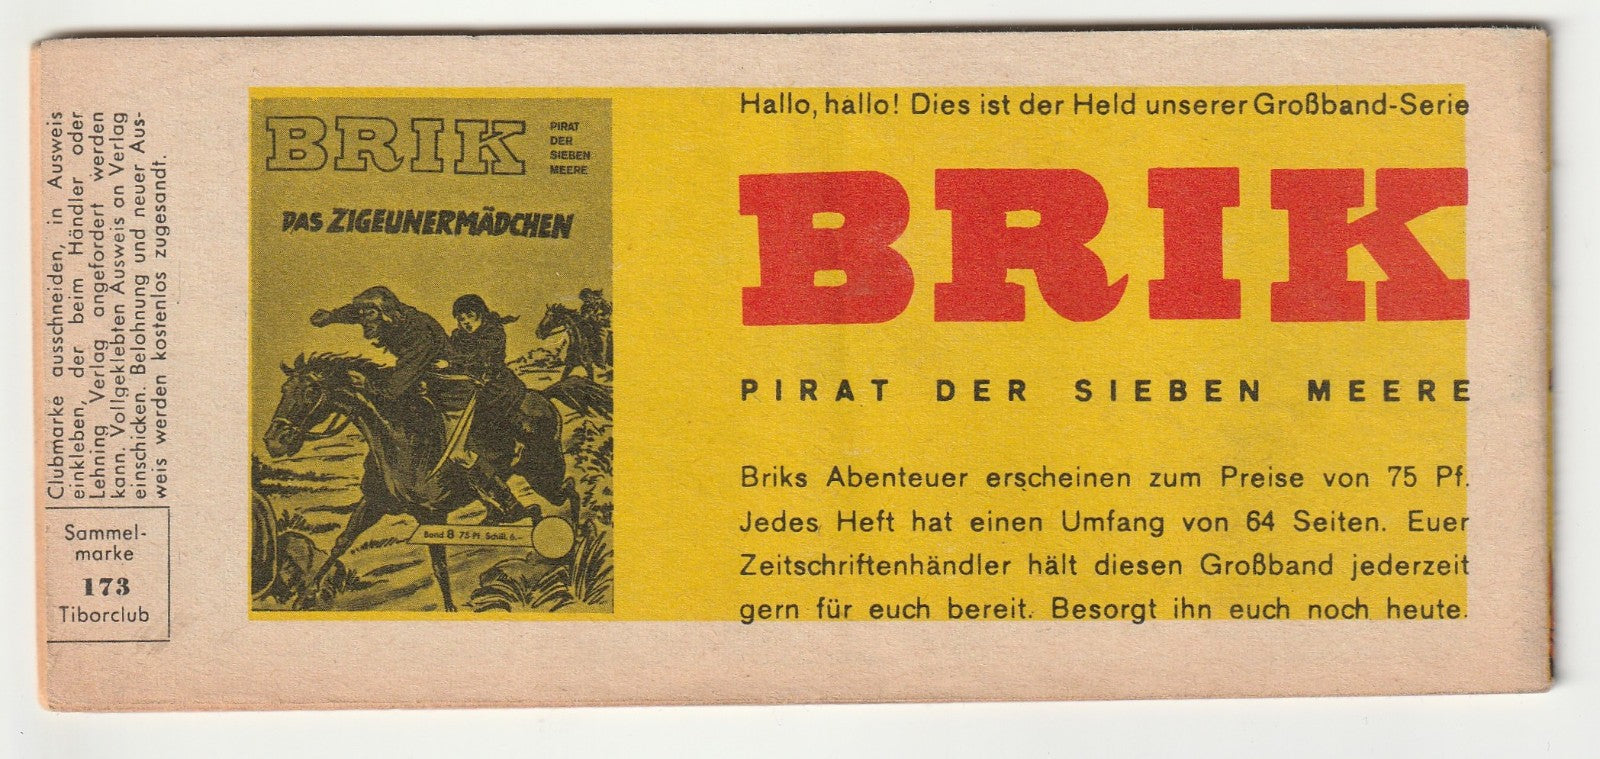 Clubmarke ausschneiden, in Ausweis
einkleben, der beim Händler oder
Lehning Verlag angefordert werden
kann. Vollgeklebten Ausweis an Verlag
einschicken. Belohnung und neuer Aus-
weis werden kostenlos zugesandt.
Sammel-
marke
173
Tiborclub
BRIK
PIRAT
DER
SIEBEN
MEERE
DAS ZIGEUNERMÄDCHEN
Band 8 75 Pf. Schill. 6.-
Hallo, hallo! Dies ist der Held unserer Großband-Serie
BRIK
PIRAT DER SIEBEN MEERE
Briks Abenteuer erscheinen zum Preise von 75 Pf.
Jedes Heft hat einen Umfang von 64 Seiten. Euer
Zeitschriftenhändler hält diesen Großband jederzeit
gern für euch bereit. Besorgt ihn euch noch heute.